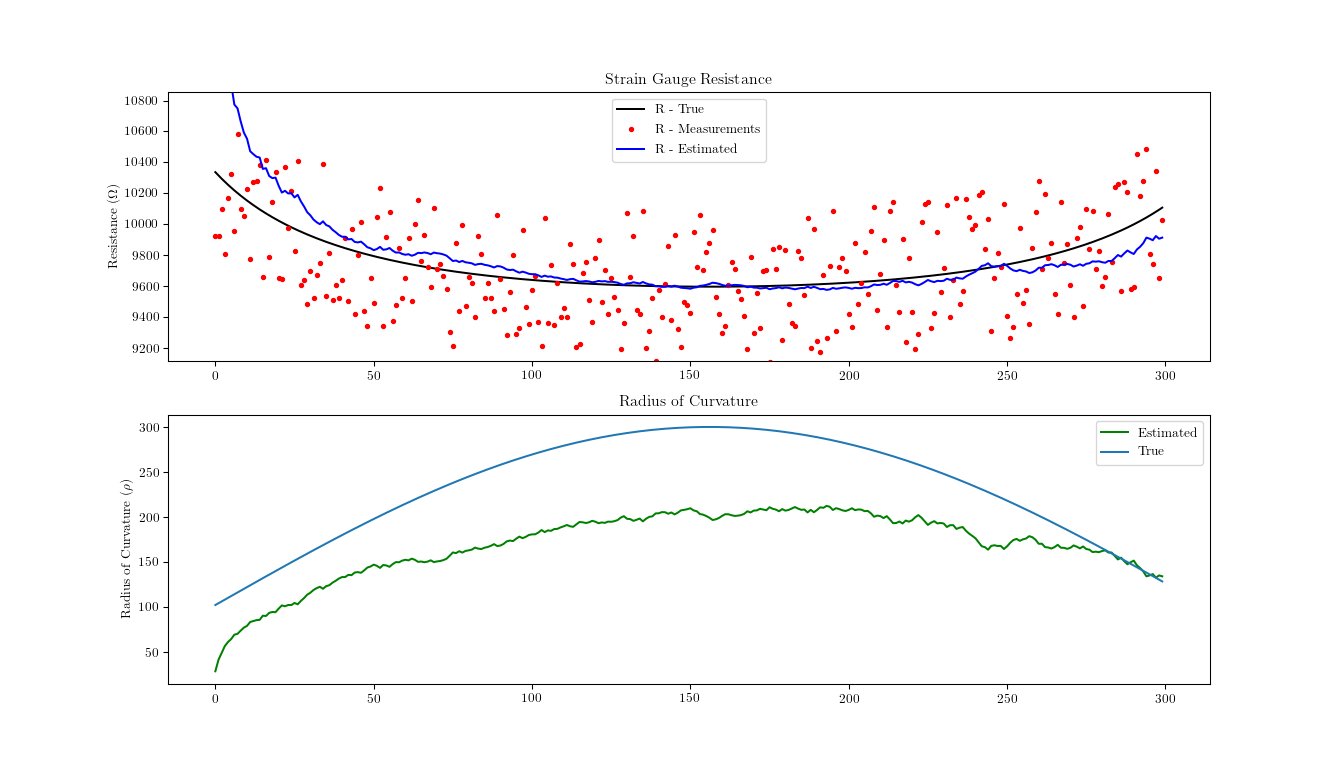 Strain Gauge Resistance
R - True
R - Measurements
R - Estimated
Resistance (Ω)
10800
10600
10400
10200
10000
9800
9600
9400
9200
0 50 100 150 200 250 300
Radius of Curvature
Estimated
True
Radius of Curvature (ρ)
300
250
200
150
100
50
0 50 100 150 200 250 300